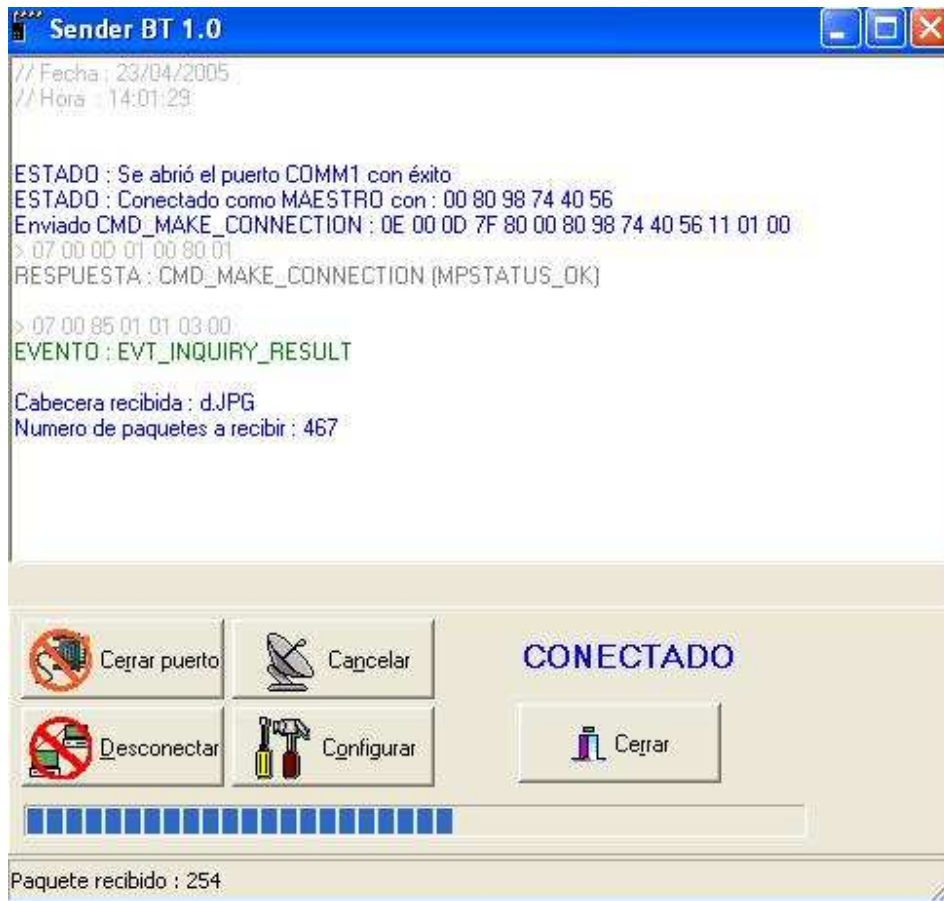 Sender BT 1.0
// Fecha : 23/04/2005
// Hora : 14:01:29
ESTADO : Se abrió el puerto COMM1 con éxito
ESTADO : Conectado como MAESTRO con : 00 80 98 74 40 56
Enviado CMD_MAKE_CONNECTION : 0E 00 0D 7F 80 00 80 98 74 40 56 11 01 00
> 07 00 0D 01 00 80 01
RESPUESTA : CMD_MAKE_CONNECTION (MPSTATUS_OK)
> 07 00 85 01 01 03 00
EVENTO : EVT_INQUIRY_RESULT
Cabecera recibida : d.JPG
Numero de paquetes a recibir : 467
Cerrar puerto
Cancelar
CONECTADO
Desconectar
Configurar
Cerrar
Paquete recibido : 254